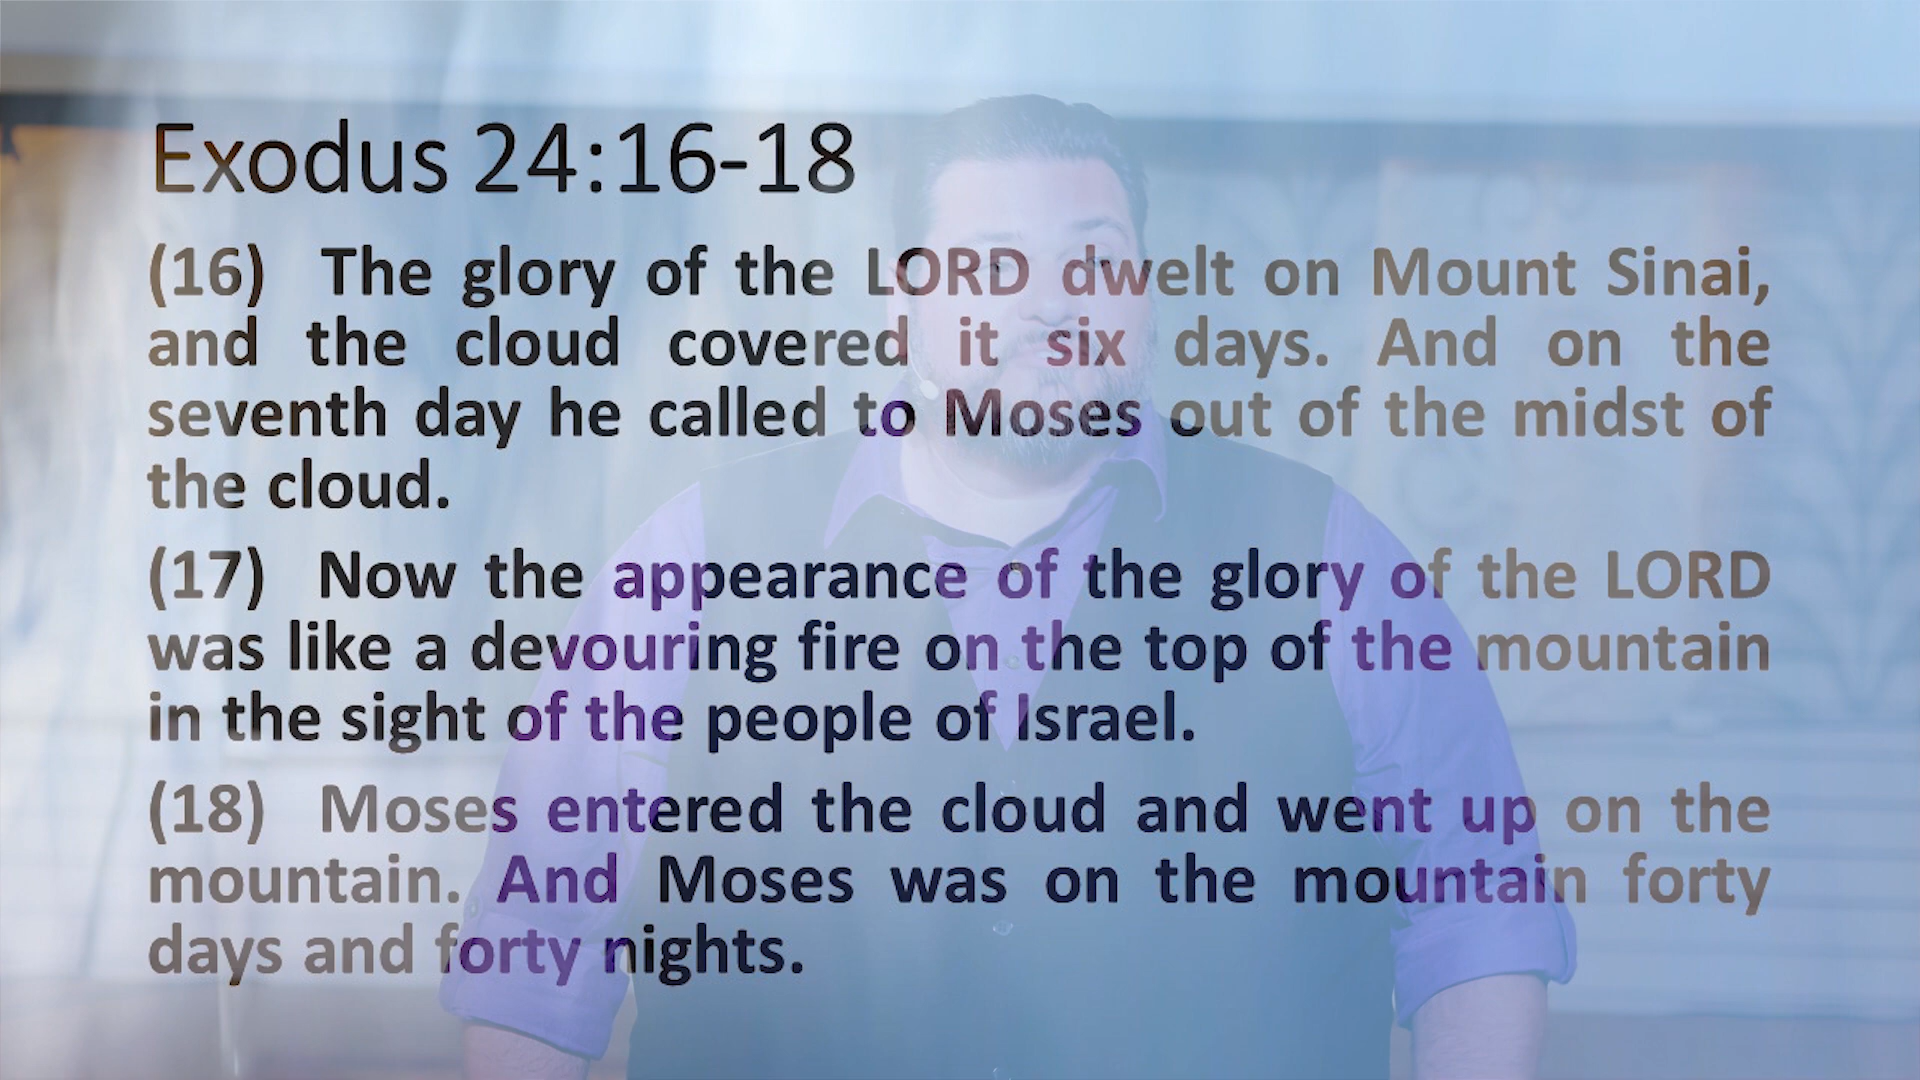 Exodus 24:16-18
(16) The glory of the LORD dwelt on Mount Sinai,
and the cloud covered it six days. And on the
seventh day he called to Moses out of the midst of
the cloud.
(17) Now the appearance of the glory of the LORD
was like a devouring fire on the top of the mountain
in the sight of the people of Israel.
(18) Moses entered the cloud and went up on the
mountain. And Moses was on the mountain forty
days and forty nights.